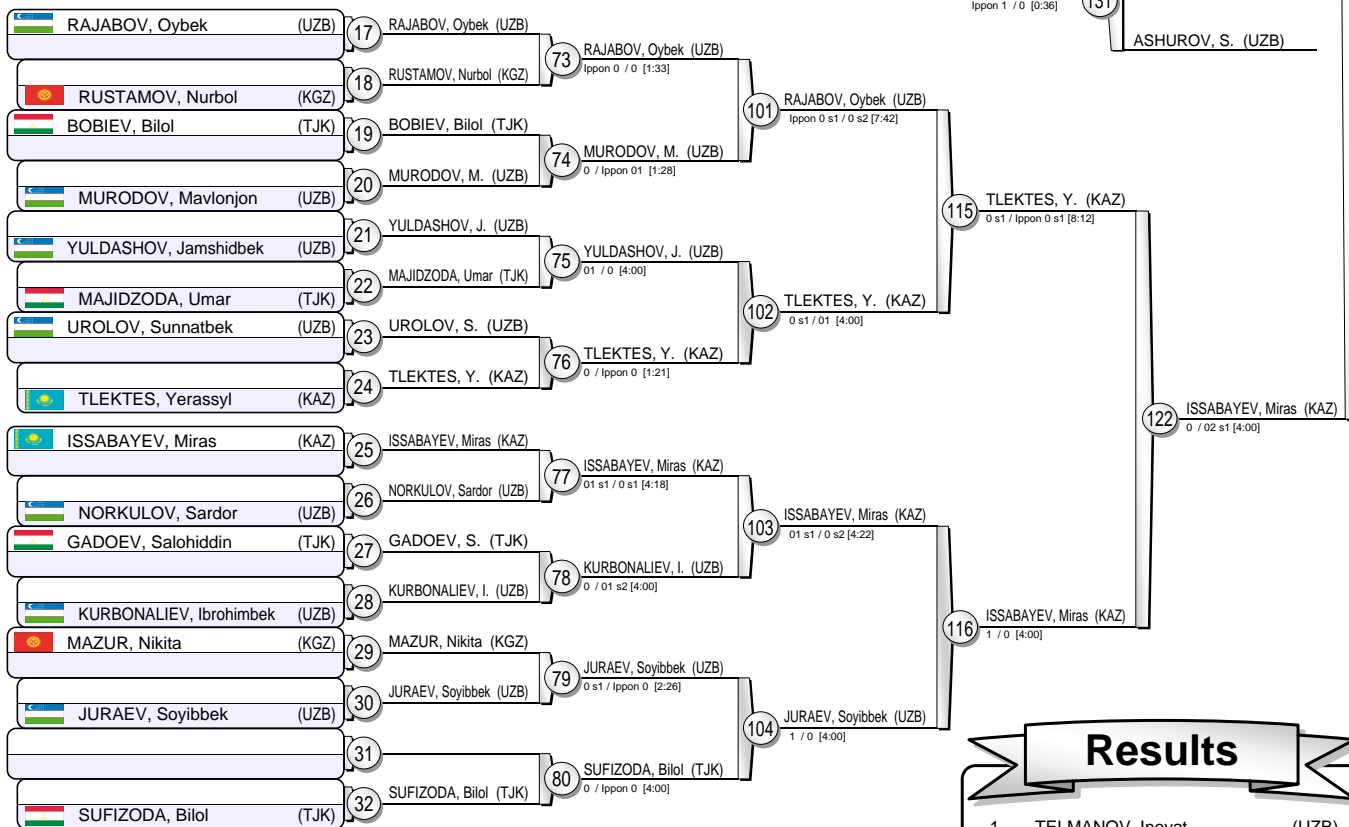 Ippon 1 / 0 [0:36]
131
ASHUROV, S. (UZB)
RAJABOV, Oybek (UZB)
17
RAJABOV, Oybek (UZB)
73
RAJABOV, Oybek (UZB)
Ippon 0 / 0 [1:33]
18
RUSTAMOV, Nurbol (KGZ)
RUSTAMOV, Nurbol (KGZ)
101
RAJABOV, Oybek (UZB)
Ippon 0 s1 / 0 s2 [7:42]
BOBIEV, Bilol (TJK)
19
BOBIEV, Bilol (TJK)
74
MURODOV, M. (UZB)
0 / Ippon 01 [1:28]
20
MURODOV, M. (UZB)
MURODOV, Mavlonjon (UZB)
115
TLEKTES, Y. (KAZ)
0 s1 / Ippon 0 s1 [8:12]
21
YULDASHOV, J. (UZB)
YULDASHOV, Jamshidbek (UZB)
75
YULDASHOV, J. (UZB)
01 / 0 [4:00]
22
MAJIDZODA, Umar (TJK)
MAJIDZODA, Umar (TJK)
102
TLEKTES, Y. (KAZ)
0 s1 / 01 [4:00]
UROLOV, Sunnatbek (UZB)
23
UROLOV, S. (UZB)
76
TLEKTES, Y. (KAZ)
0 / Ippon 0 [1:21]
24
TLEKTES, Y. (KAZ)
TLEKTES, Yerassyl (KAZ)
122
ISSABAYEV, Miras (KAZ)
0 / 02 s1 [4:00]
ISSABAYEV, Miras (KAZ)
25
ISSABAYEV, Miras (KAZ)
77
ISSABAYEV, Miras (KAZ)
01 s1 / 0 s1 [4:18]
26
NORKULOV, Sardor (UZB)
NORKULOV, Sardor (UZB)
103
ISSABAYEV, Miras (KAZ)
01 s1 / 0 s2 [4:22]
GADOEV, Salohiddin (TJK)
27
GADOEV, S. (TJK)
78
KURBONALIEV, I. (UZB)
0 / 01 s2 [4:00]
28
KURBONALIEV, I. (UZB)
KURBONALIEV, Ibrohimbek (UZB)
116
ISSABAYEV, Miras (KAZ)
1 / 0 [4:00]
MAZUR, Nikita (KGZ)
29
MAZUR, Nikita (KGZ)
79
JURAEV, Soyibbek (UZB)
0 s1 / Ippon 0 [2:26]
30
JURAEV, Soyibbek (UZB)
JURAEV, Soyibbek (UZB)
104
JURAEV, Soyibbek (UZB)
1 / 0 [4:00]
31
80
SUFIZODA, Bilol (TJK)
0 / Ippon 0 [4:00]
32
SUFIZODA, Bilol (TJK)
SUFIZODA, Bilol (TJK)
Results
1 TELMANOV, Inoyat (UZB)